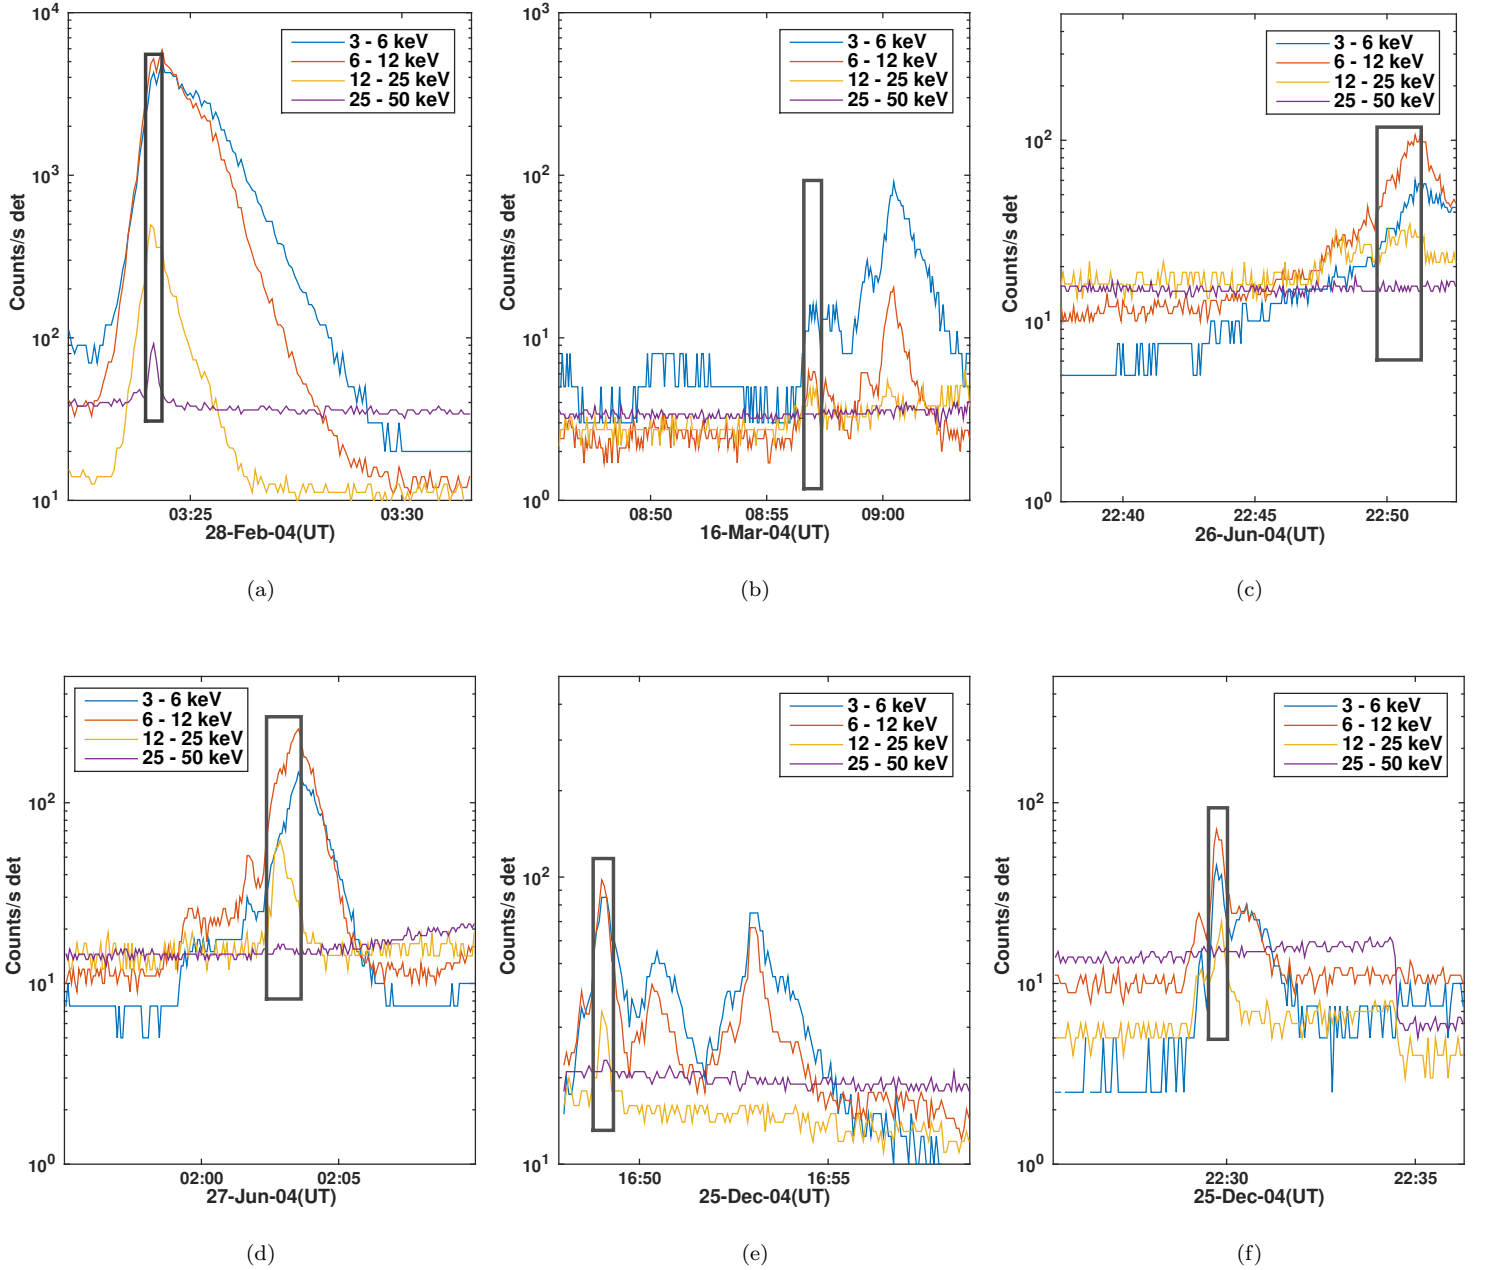 10^4
10^3
10^2
10^1
Counts/s det
3 - 6 keV
6 - 12 keV
12 - 25 keV
25 - 50 keV
03:25
03:30
28-Feb-04(UT)
(a)
10^3
10^2
10^1
10^0
Counts/s det
3 - 6 keV
6 - 12 keV
12 - 25 keV
25 - 50 keV
08:50
08:55
09:00
16-Mar-04(UT)
(b)
10^2
10^1
10^0
Counts/s det
3 - 6 keV
6 - 12 keV
12 - 25 keV
25 - 50 keV
22:40
22:45
22:50
26-Jun-04(UT)
(c)
10^2
10^1
10^0
Counts/s det
3 - 6 keV
6 - 12 keV
12 - 25 keV
25 - 50 keV
02:00
02:05
27-Jun-04(UT)
(d)
10^2
10^1
Counts/s det
3 - 6 keV
6 - 12 keV
12 - 25 keV
25 - 50 keV
16:50
16:55
25-Dec-04(UT)
(e)
10^2
10^1
10^0
Counts/s det
3 - 6 keV
6 - 12 keV
12 - 25 keV
25 - 50 keV
22:30
22:35
25-Dec-04(UT)
(f)